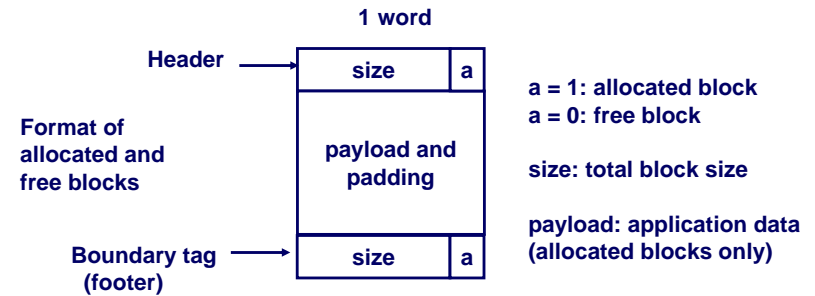 1 word
Header
size
a
a = 1: allocated block
a = 0: free block
Format of
allocated and
free blocks
payload and
padding
size: total block size
payload: application data
(allocated blocks only)
Boundary tag
(footer)
size
a